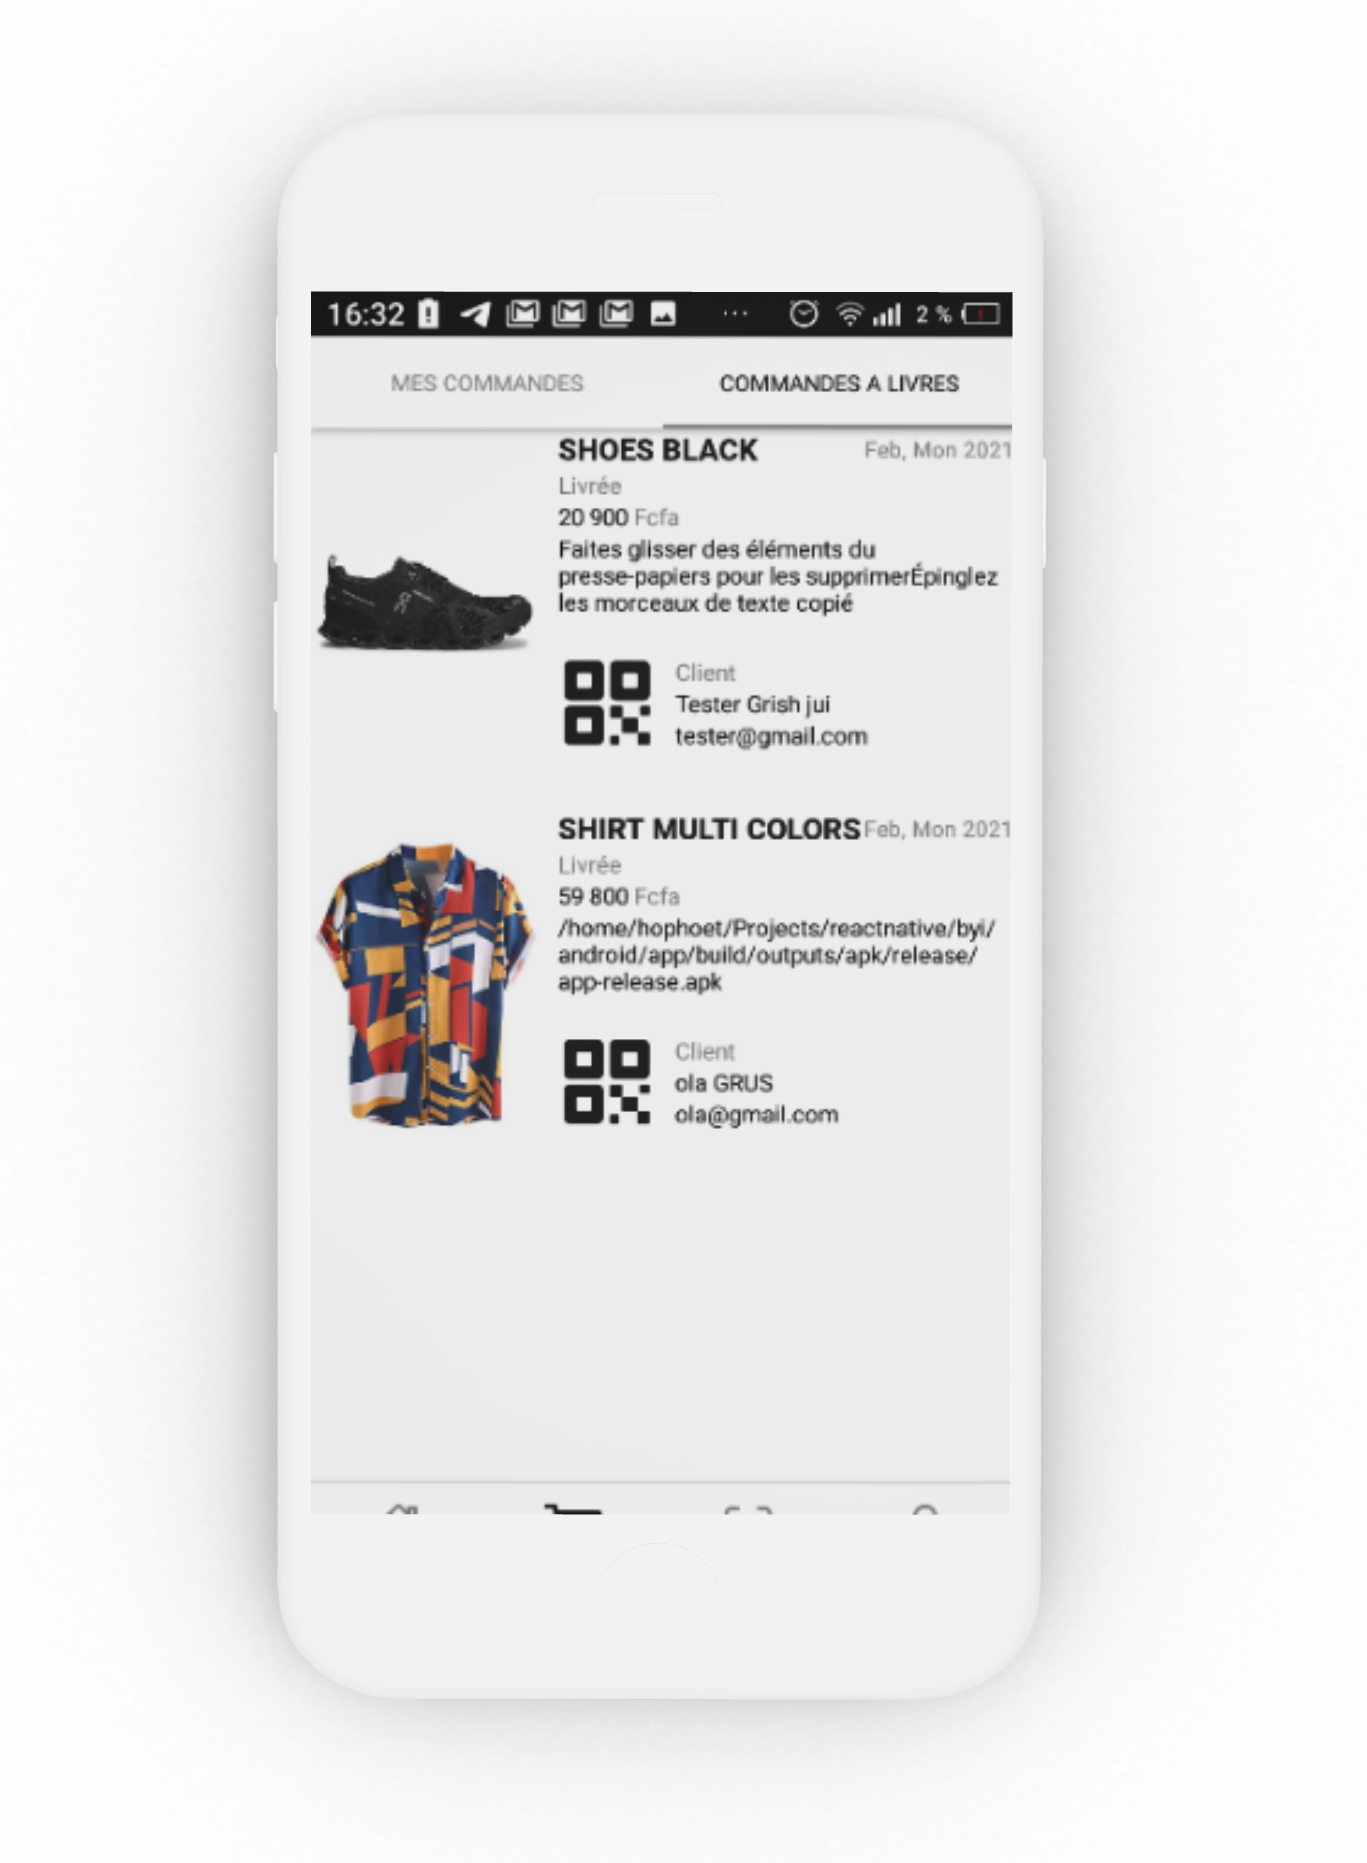 16:32 ... 2 %
MES COMMANDES COMMANDES A LIVRES
SHOES BLACK Feb, Mon 2021
Livrée
20 900 Fcfa
Faites glisser des éléments du
presse-papiers pour les supprimerÉpinglez
les morceaux de texte copié
Client
Tester Grish jui
tester@gmail.com
SHIRT MULTI COLORS Feb, Mon 2021
Livrée
59 800 Fcfa
/home/hophoet/Projects/reactnative/byi/
android/app/build/outputs/apk/release/
app-release.apk
Client
ola GRUS
ola@gmail.com